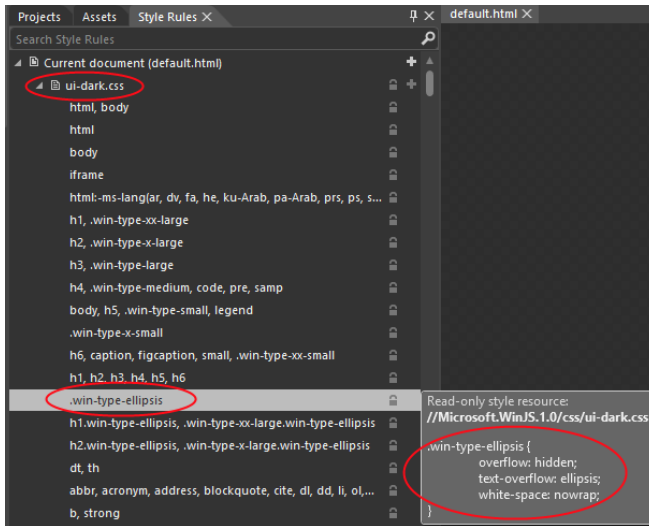 Projects Assets Style Rules × default.html ×
Search Style Rules
Current document (default.html)
ui-dark.css
html, body
html
body
iframe
html:-ms-lang(ar, dv, fa, he, ku-Arab, pa-Arab, prs, ps, s...
h1, .win-type-xx-large
h2, .win-type-x-large
h3, .win-type-large
h4, .win-type-medium, code, pre, samp
body, h5, .win-type-small, legend
.win-type-x-small
h6, caption, figcaption, small, .win-type-xx-small
h1, h2, h3, h4, h5, h6
.win-type-ellipsis
h1.win-type-ellipsis, .win-type-xx-large.win-type-ellipsis
h2.win-type-ellipsis, .win-type-x-large.win-type-ellipsis
dt, th
abbr, acronym, address, blockquote, cite, dl, dd, li, ol,...
b, strong
Read-only style resource:
//Microsoft.WinJS.1.0/css/ui-dark.css
.win-type-ellipsis {
overflow: hidden;
text-overflow: ellipsis;
white-space: nowrap;
}